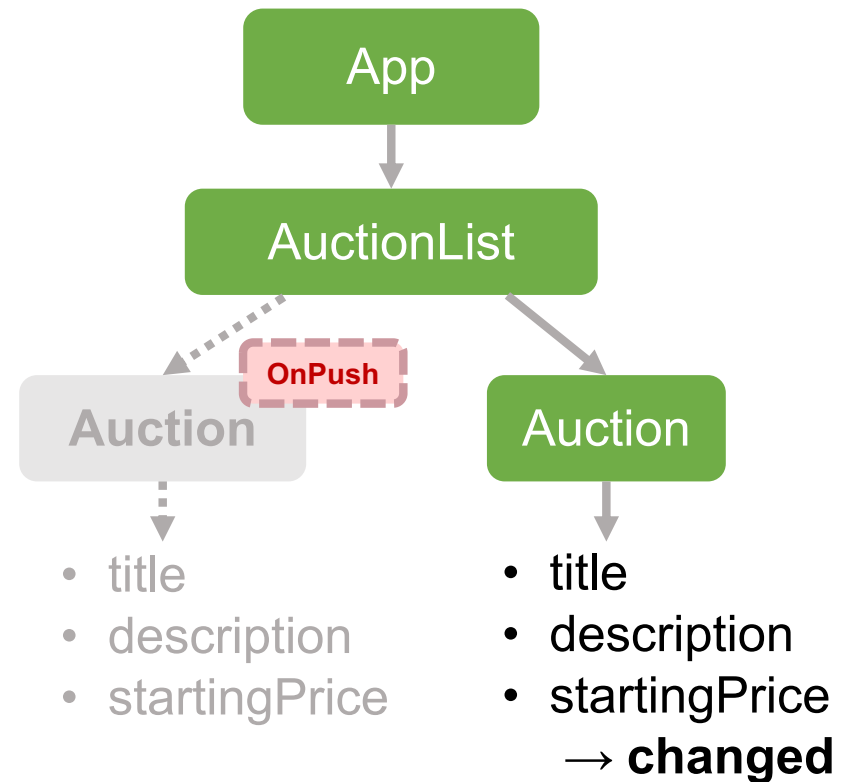 App
AuctionList
OnPush
Auction
• title
• description
• startingPrice
Auction
• title
• description
• startingPrice
→ changed